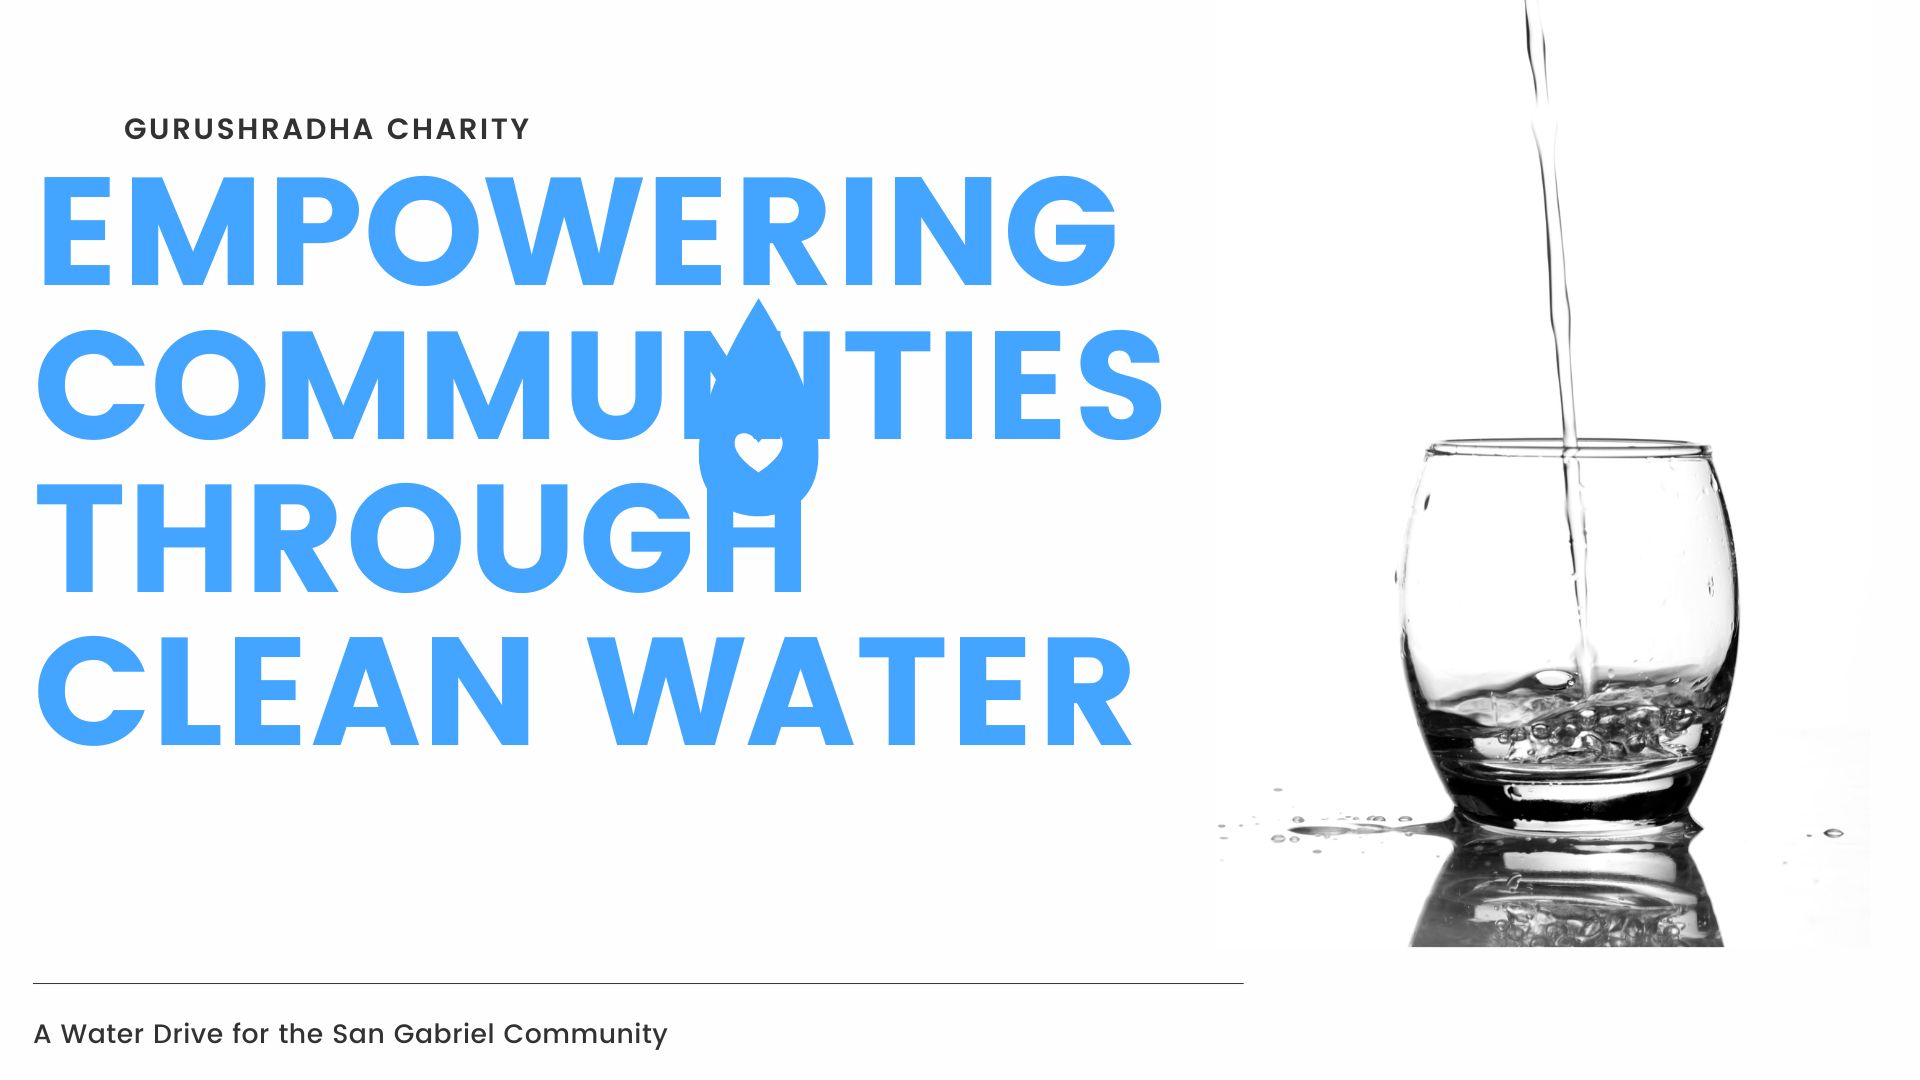 GURUSHRADHA CHARITY
EMPOWERING
COMMUNITIES
THROUGH
CLEAN WATER
A Water Drive for the San Gabriel Community